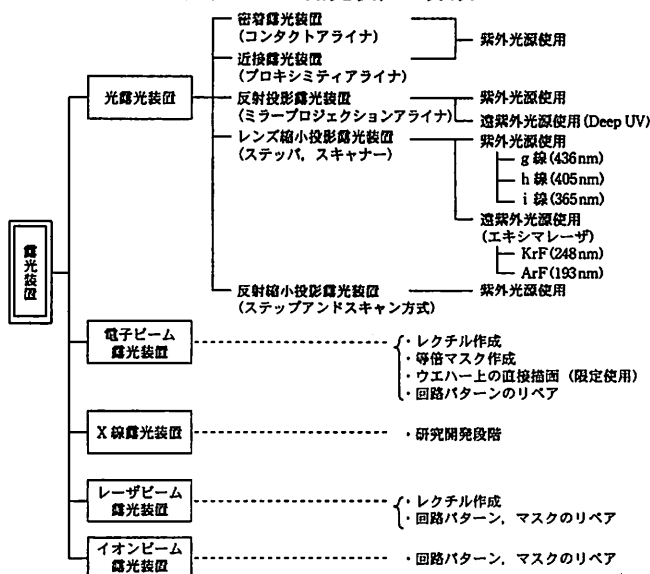 密着露光装置
(コンタクトアライナ)
紫外光源使用
近接露光装置
(プロキシミティアライナ)
光露光装置
反射投影露光装置
(ミラープロジェクションアライナ)
紫外光源使用
遠紫外光源使用(Deep UV)
レンズ縮小投影露光装置
(ステッパ，スキャナー)
紫外光源使用
g 線(436nm)
h 線(405nm)
i 線(365nm)
遠紫外光源使用
(エキシマレーザ)
KrF(248nm)
ArF(193nm)
反射縮小投影露光装置
(ステップアンドスキャン方式)
紫外光源使用
露光装置
電子ビーム
露光装置
・レクチル作成
・等倍マスク作成
・ウエハー上の直接描画（限定使用）
・回路パターンのリペア
X 線露光装置
・研究開発段階
レーザビーム
露光装置
・レクチル作成
・回路パターン，マスクのリペア
イオンビーム
露光装置
・回路パターン，マスクのリペア